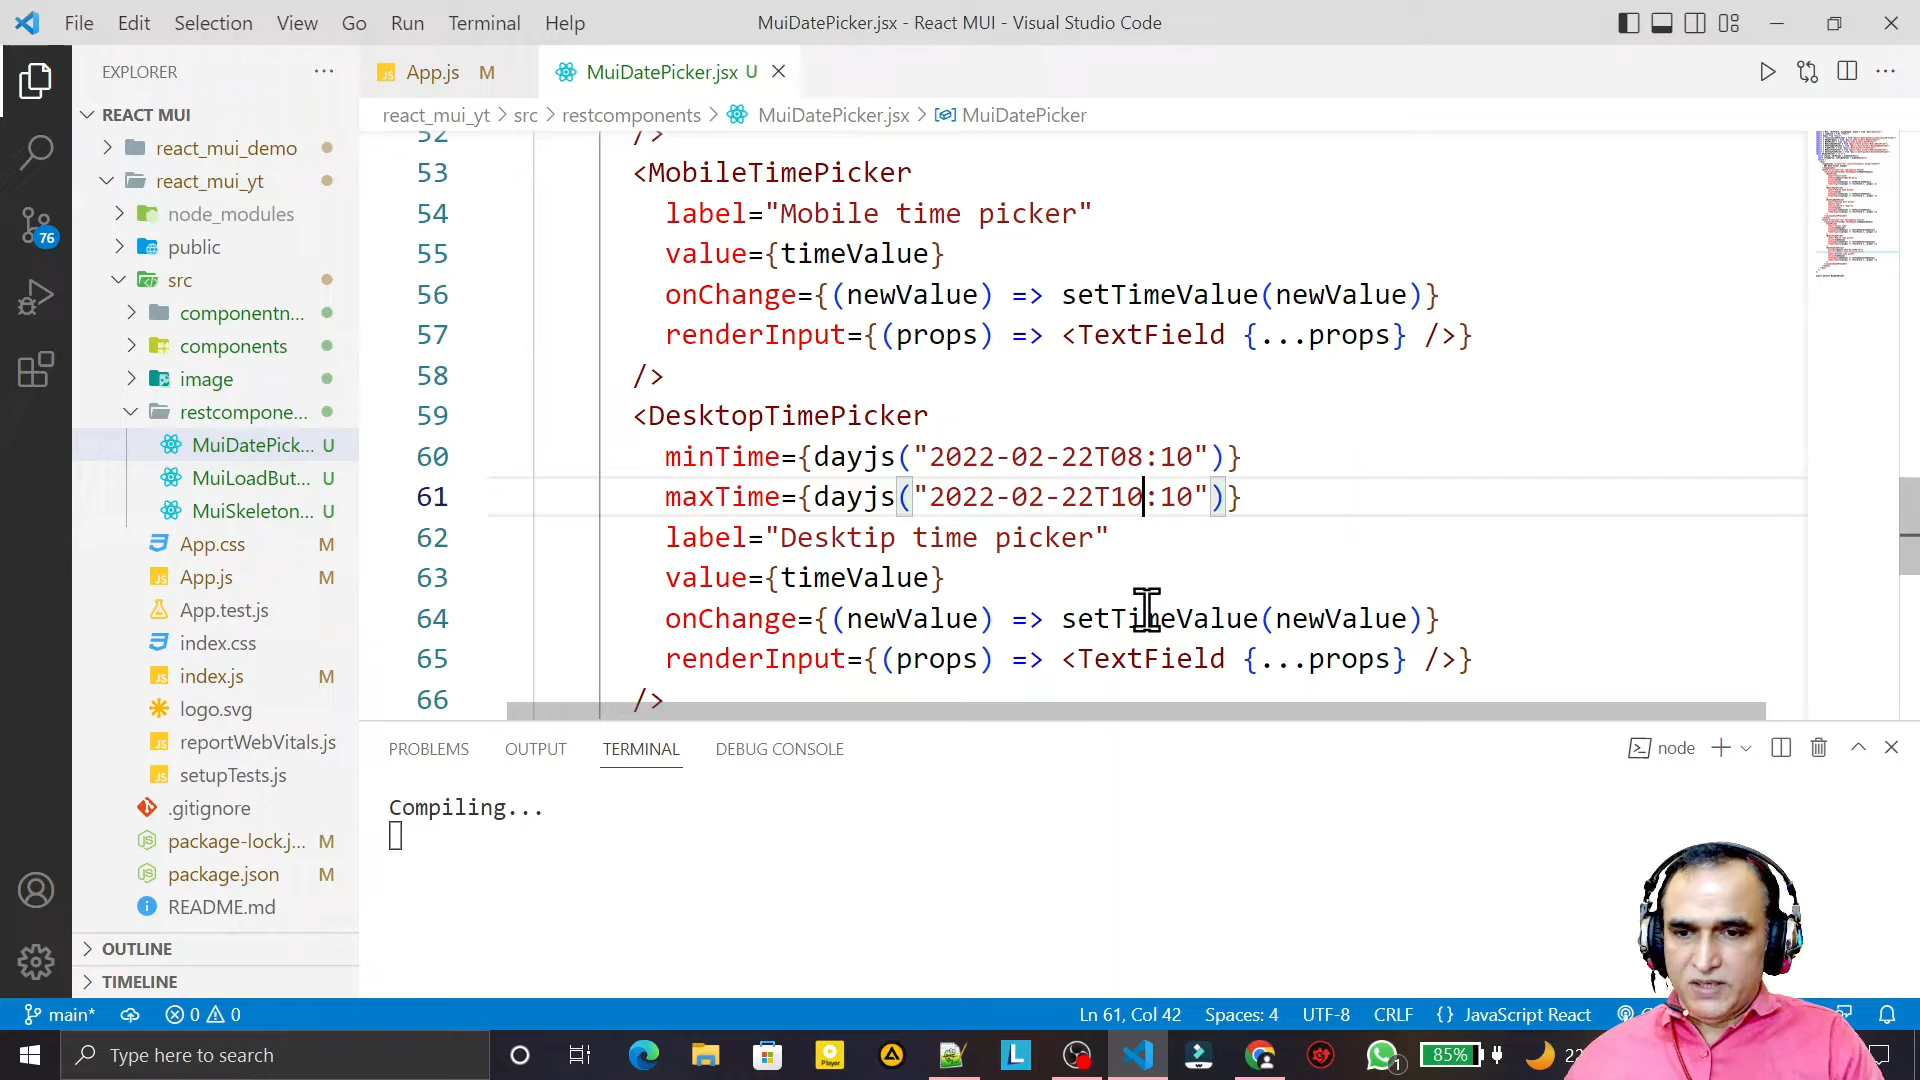 File Edit Selection View Go Run Terminal Help
MuiDatePicker.jsx - React MUI - Visual Studio Code
EXPLORER
REACT MUI
react_mui_demo
react_mui_yt
node_modules
public
src
componentn...
components
image
restcompone...
MuiDatePick... U
MuiLoadBut... U
MuiSkeleton... U
App.css M
App.js M
App.test.js
index.css
index.js M
logo.svg
reportWebVitals.js
setupTests.js
.gitignore
package-lock.j... M
package.json M
README.md
OUTLINE
TIMELINE
76
App.js M
MuiDatePicker.jsx U
react_mui_yt > src > restcomponents > MuiDatePicker.jsx > MuiDatePicker
52 />
53 <MobileTimePicker
54 label="Mobile time picker"
55 value={timeValue}
56 onChange={(newValue) => setTimeValue(newValue)}
57 renderInput={(props) => <TextField {...props} />}
58 />
59 <DesktopTimePicker
60 minTime={dayjs("2022-02-22T08:10")}
61 maxTime={dayjs("2022-02-22T10:10")}
62 label="Desktip time picker"
63 value={timeValue}
64 onChange={(newValue) => setTimeValue(newValue)}
65 renderInput={(props) => <TextField {...props} />}
66 />
PROBLEMS OUTPUT TERMINAL DEBUG CONSOLE
node
Compiling...
main* 0 0
Ln 61, Col 42 Spaces: 4 UTF-8 CRLF {} JavaScript React
Type here to search
Player
L
1
85%
22